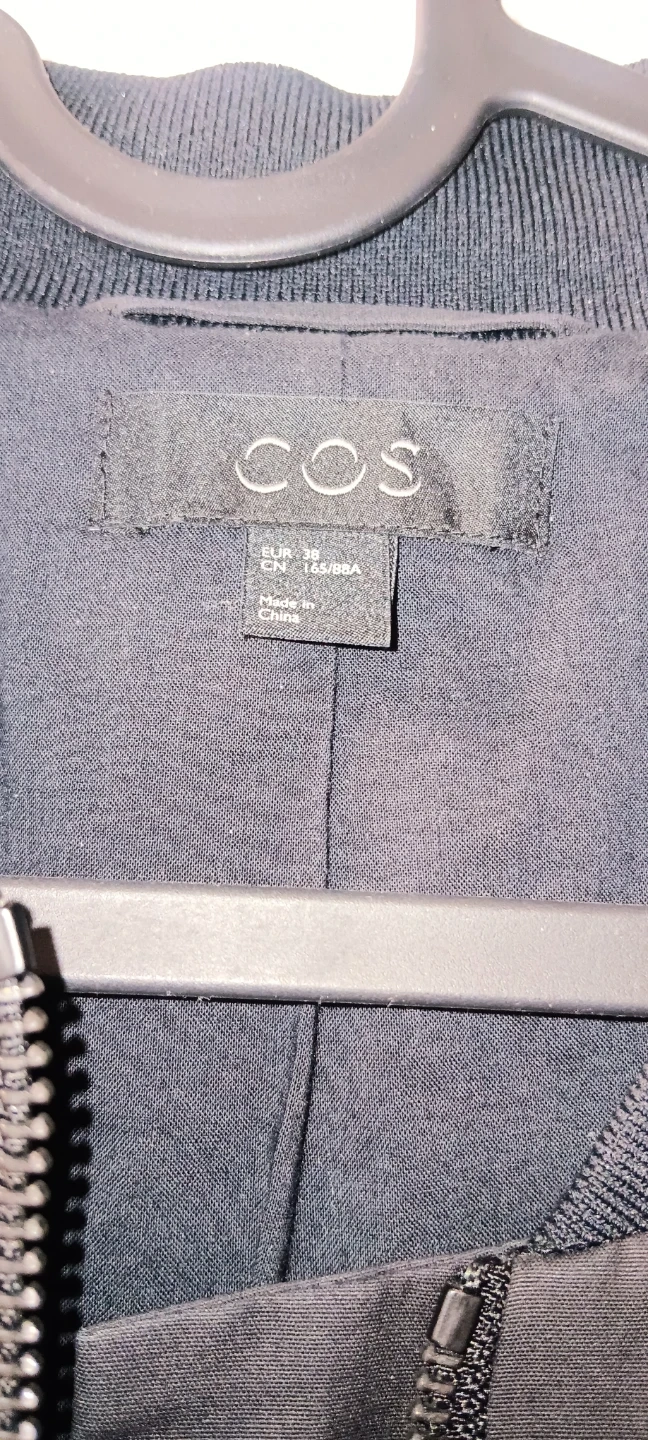 COS
EUR 38
CN 165/88A
Made in
China